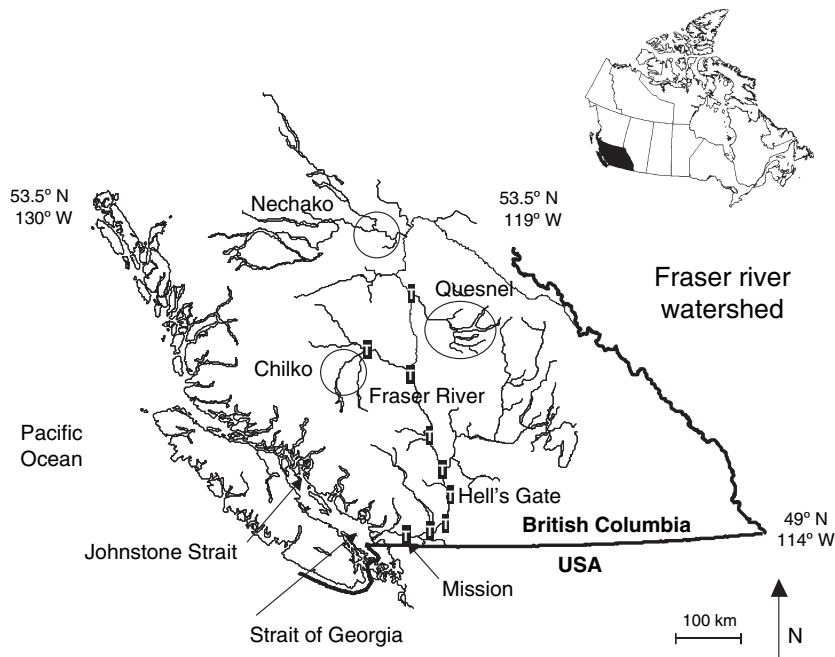 53.5° N
130° W
Nechako
53.5° N
119° W
Fraser river
watershed
Quesnel
T
T
Chilko
T
Fraser River
Pacific
Ocean
T
T
T
Hell's Gate
T
T
T
49° N
114° W
British Columbia
USA
Johnstone Strait
Mission
Strait of Georgia
100 km
N